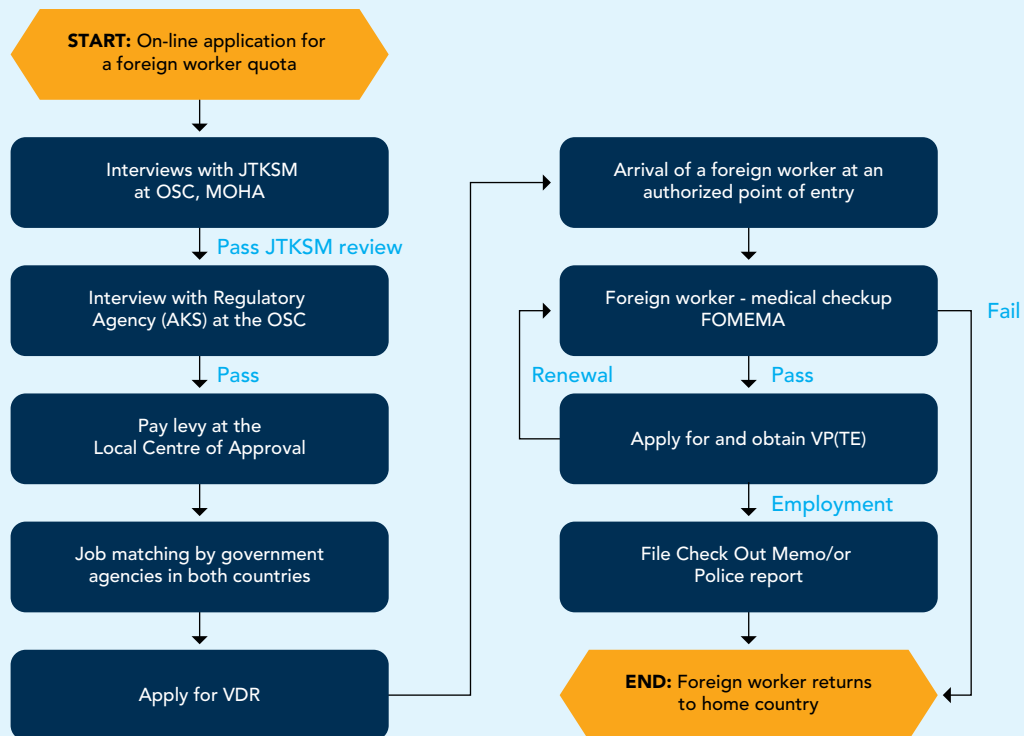 START: On-line application for
a foreign worker quota
Interviews with JTKSM
at OSC, MOHA
Pass JTKSM review
Interview with Regulatory
Agency (AKS) at the OSC
Pass
Pay levy at the
Local Centre of Approval
Job matching by government
agencies in both countries
Apply for VDR
Arrival of a foreign worker at an
authorized point of entry
Foreign worker - medical checkup
FOMEMA
Fail
Renewal
Pass
Apply for and obtain VP(TE)
Employment
File Check Out Memo/or
Police report
END: Foreign worker returns
to home country